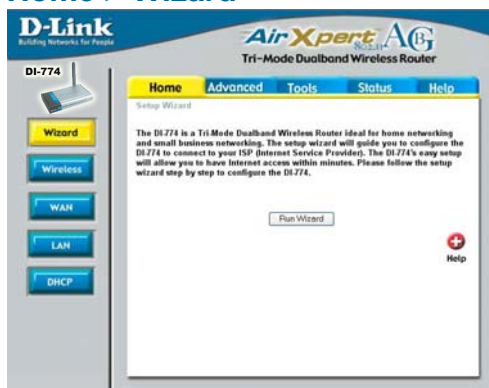 Home > Wizard
D-Link
Building Networks for People
Air Xpert ABG
802.11
Tri-Mode Dualband Wireless Router
DI-774
Home Advanced Tools Status Help
Setup Wizard
Wizard
The DI-774 is a Tri-Mode Dualband Wireless Router ideal for home networking
and small business networking. The setup wizard will guide you to configure the
DI-774 to connect to your ISP (Internet Service Provider). The DI-774's easy setup
will allow you to have Internet access within minutes. Please follow the setup
wizard step by step to configure the DI-774.
Wireless
WAN
Run Wizard
LAN
Help
DHCP